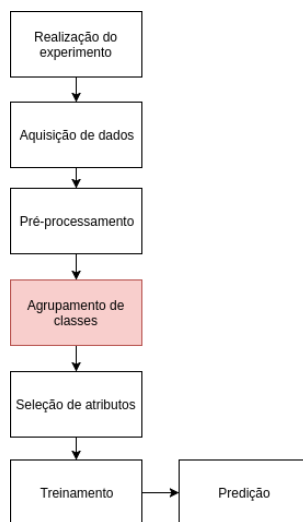 Realização do
experimento
Aquisição de dados
Pré-processamento
Agrupamento de
classes
Seleção de atributos
Treinamento
Predição